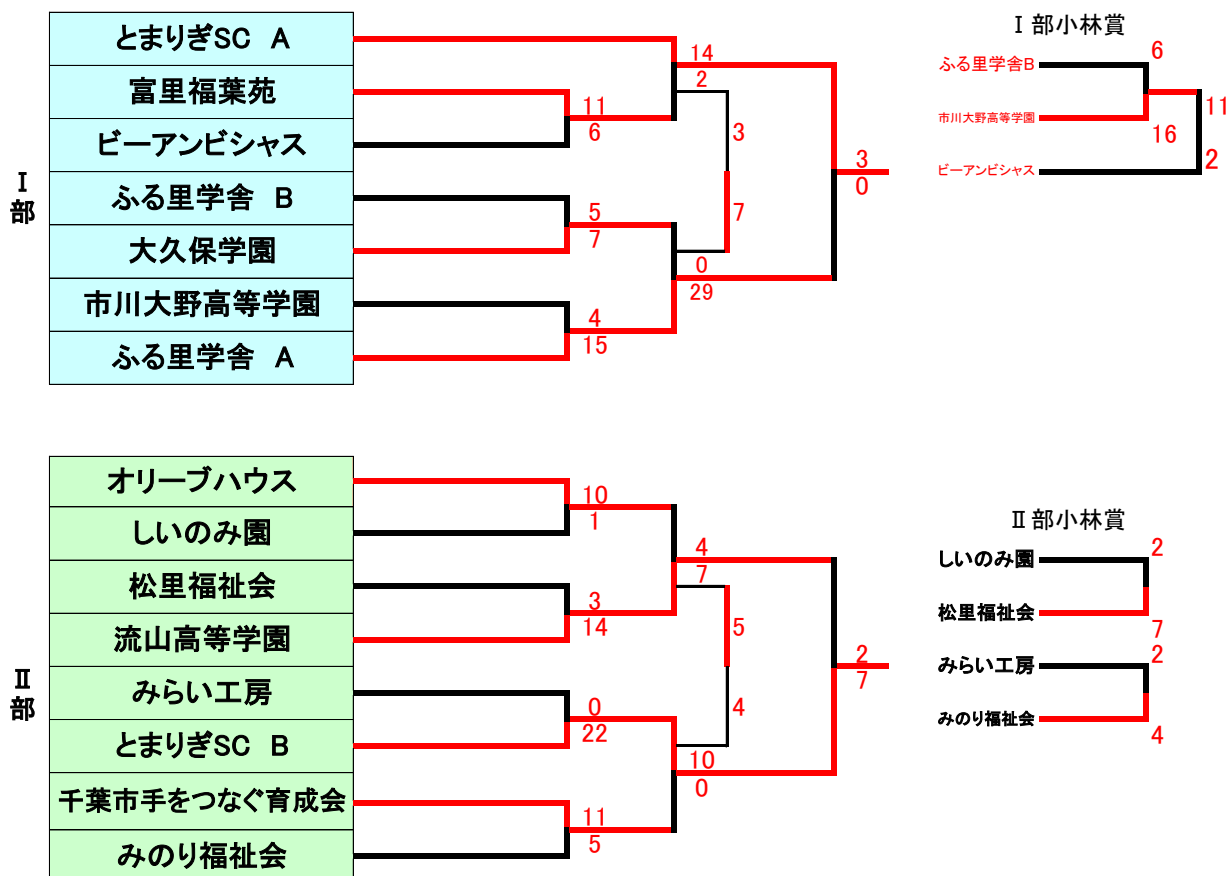 Ⅰ部
とまりぎSC A
富里福葉苑
ビーアンビシャス
ふる里学舎 B
大久保学園
市川大野高等学園
ふる里学舎 A
11
6
5
7
4
15
14
2
0
29
3
7
3
0
Ⅰ部小林賞
ふる里学舎B
市川大野高等学園
ビーアンビシャス
6
16
11
2
Ⅱ部
オリーブハウス
しいのみ園
松里福祉会
流山高等学園
みらい工房
とまりぎSC B
千葉市手をつなぐ育成会
みのり福祉会
10
1
3
14
0
22
11
5
4
7
10
0
5
4
2
7
Ⅱ部小林賞
しいのみ園
松里福祉会
みらい工房
みのり福祉会
2
7
2
4